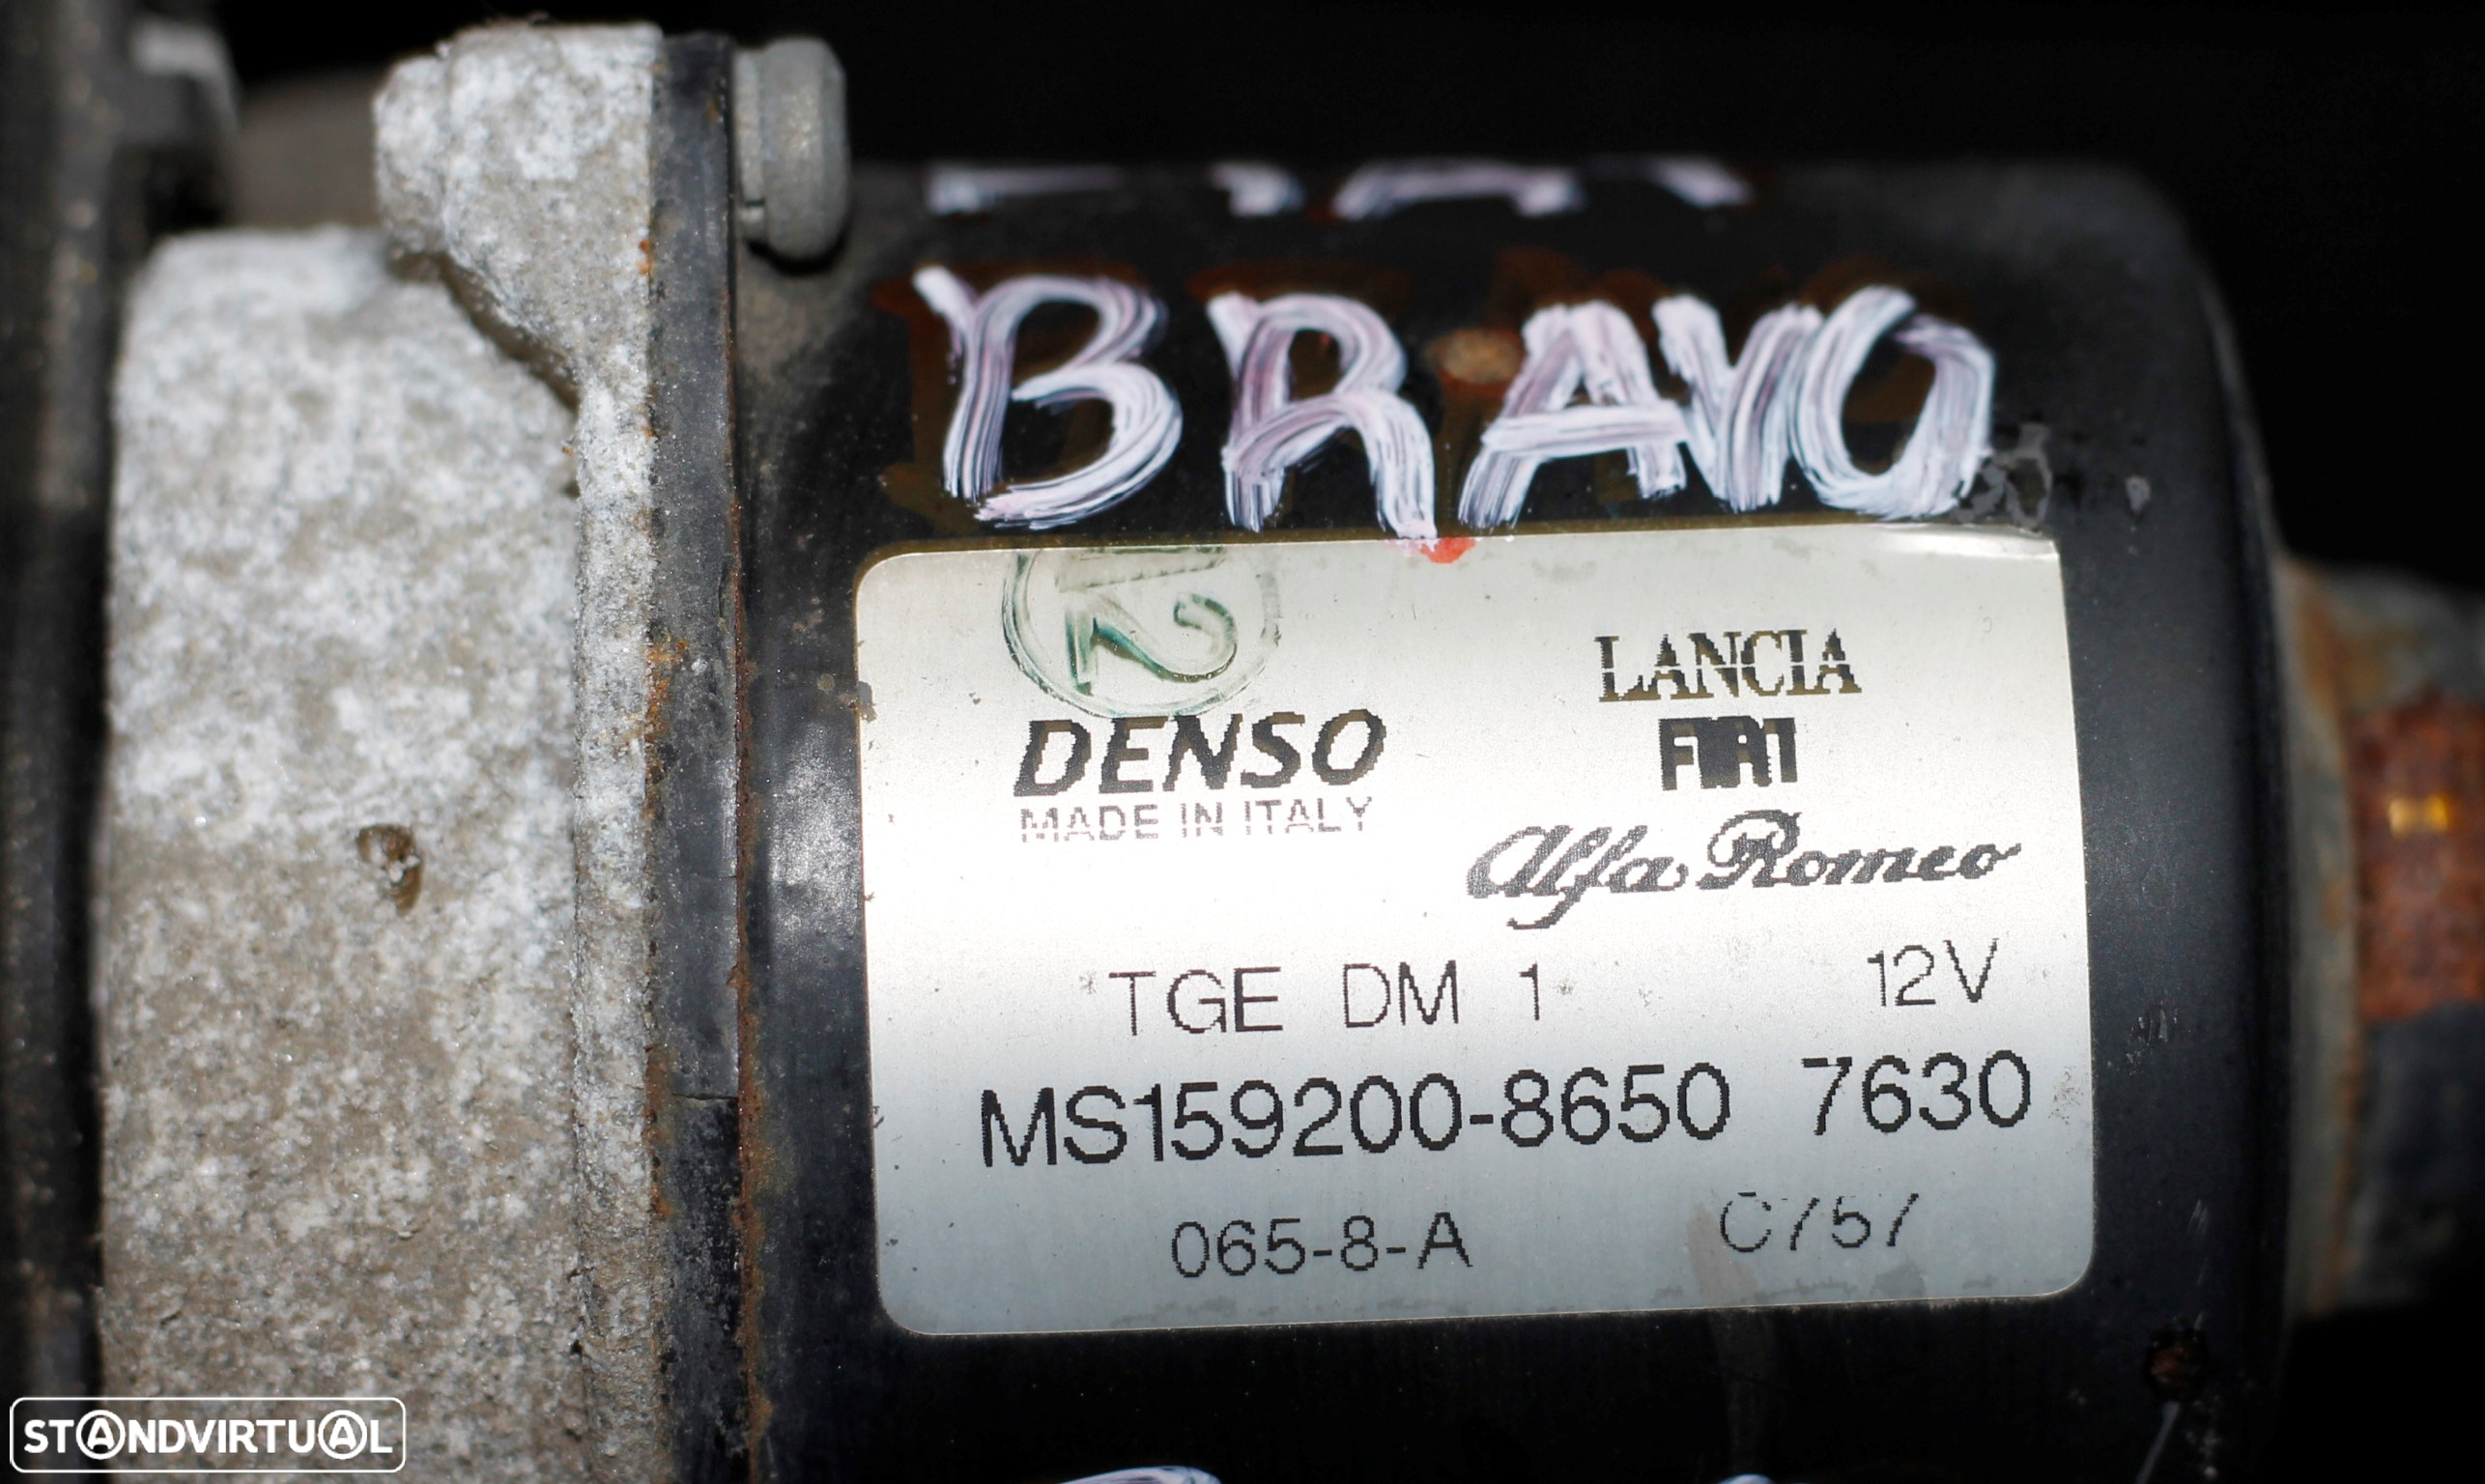 BRAVO
12
DENSO
MADE IN ITALY
LANCIA
FIAT
Alfa Romeo
TGE DM 1 12V
MS159200-8650 7630
065-8-A C757
STANDVIRTUAL